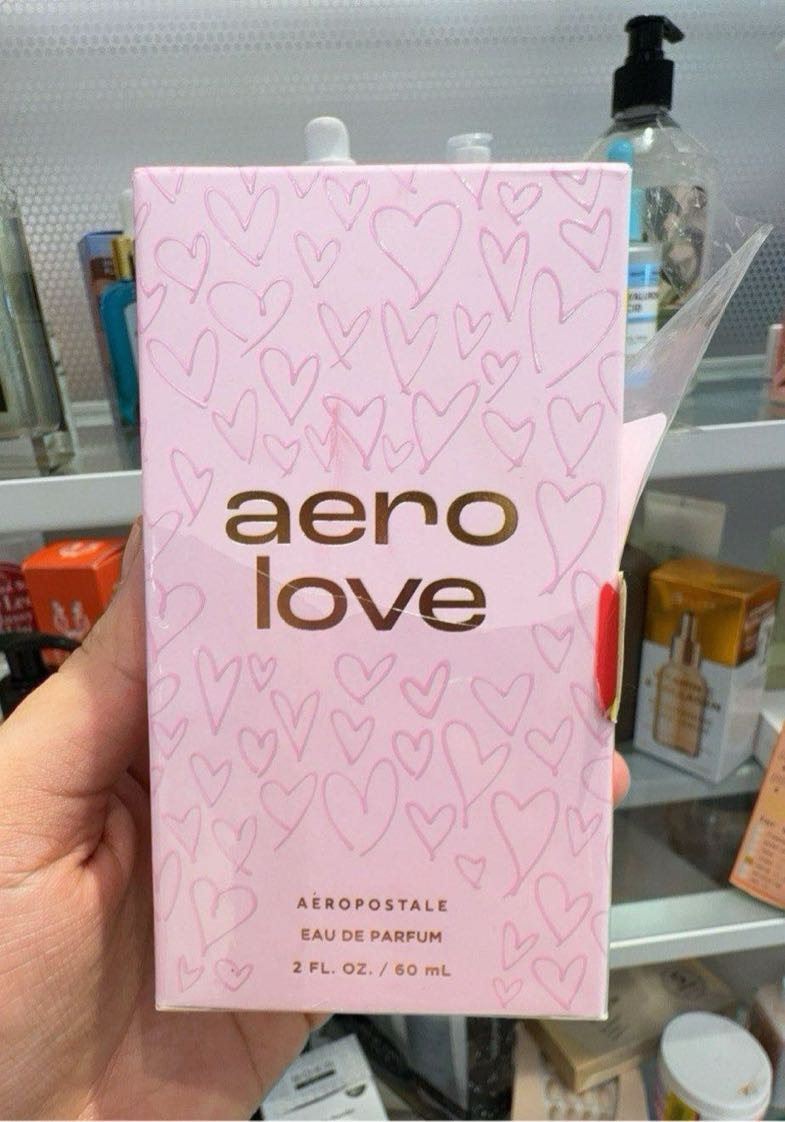 aero
love
AÉROPOSTALE
EAU DE PARFUM
2 FL. OZ. / 60 mL